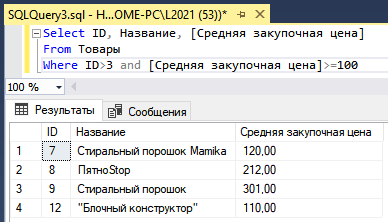 SQLQuery3.sql - H...OME-PC\L2021 (53))*
Select ID, Название, [Средняя закупочная цена]
From Товары
Where ID>3 and [Средняя закупочная цена]>=100
100 %
Результаты Сообщения
ID Название Средняя закупочная цена
1 7 Стиральный порошок Mamika 120,00
2 8 ПятноStop 212,00
3 9 Стиральный порошок 301,00
4 12 "Блочный конструктор" 110,00